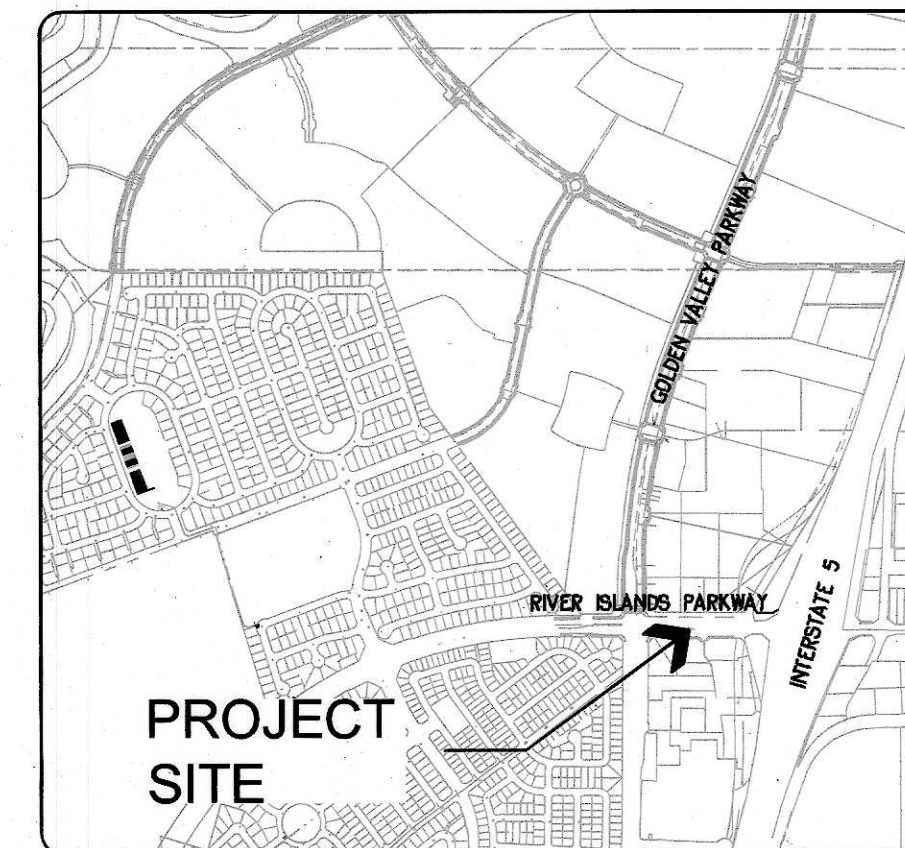 GOLDEN VALLEY PARKWAY
RIVER ISLANDS PARKWAY
INTERSTATE 5
PROJECT
SITE